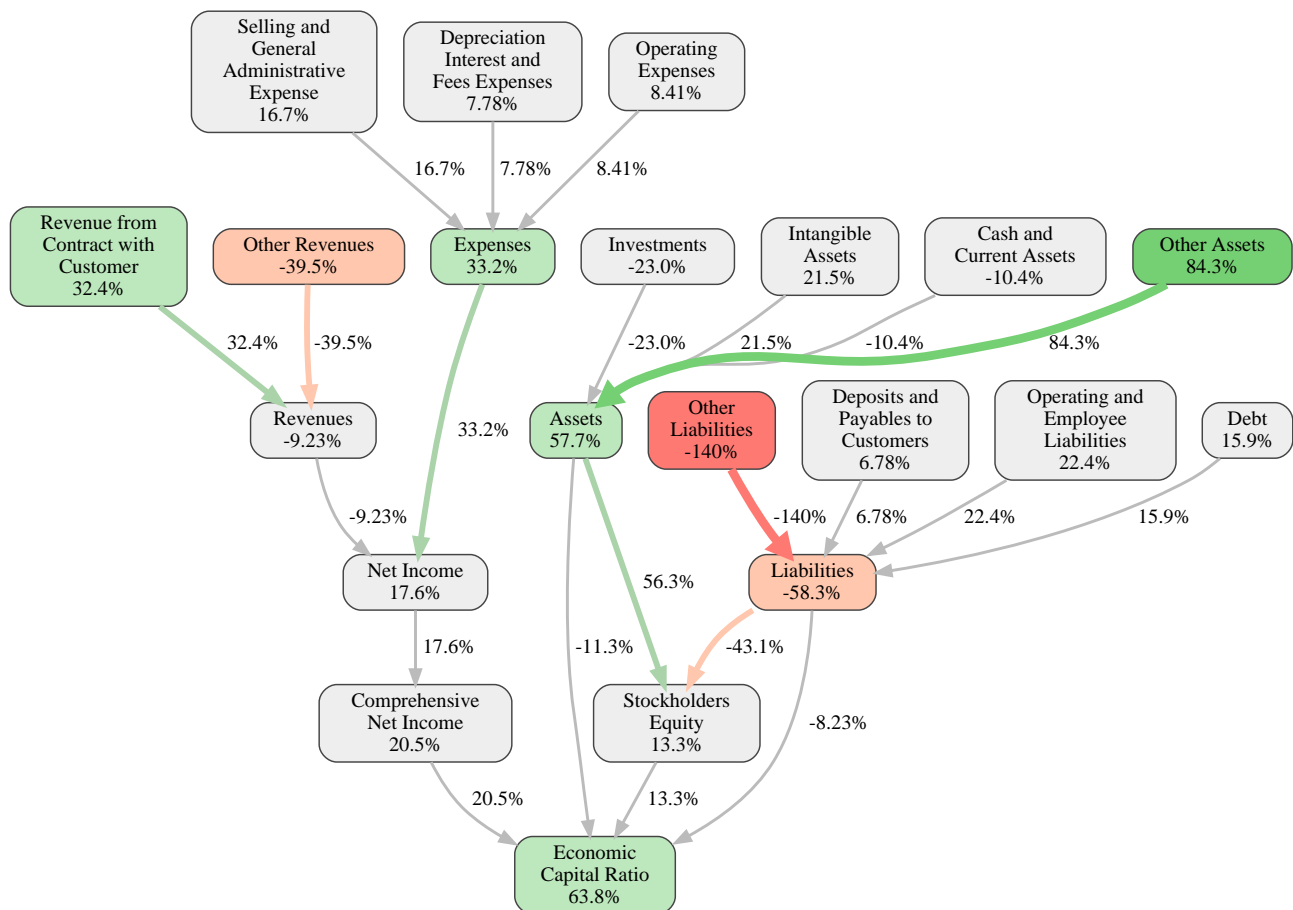 Selling and
General
Administrative
Expense
16.7%
Depreciation
Interest and
Fees Expenses
7.78%
Operating
Expenses
8.41%
16.7%
7.78%
8.41%
Revenue from
Contract with
Customer
32.4%
Other Revenues
-39.5%
Expenses
33.2%
Investments
-23.0%
Intangible
Assets
21.5%
Cash and
Current Assets
-10.4%
Other Assets
84.3%
32.4%
-39.5%
-23.0%
21.5%
-10.4%
84.3%
Revenues
-9.23%
33.2%
Assets
57.7%
Other
Liabilities
-140%
Deposits and
Payables to
Customers
6.78%
Operating and
Employee
Liabilities
22.4%
Debt
15.9%
-9.23%
-140%
6.78%
22.4%
15.9%
Net Income
17.6%
56.3%
Liabilities
-58.3%
17.6%
-11.3%
-43.1%
Comprehensive
Net Income
20.5%
Stockholders
Equity
13.3%
-8.23%
20.5%
13.3%
Economic
Capital Ratio
63.8%